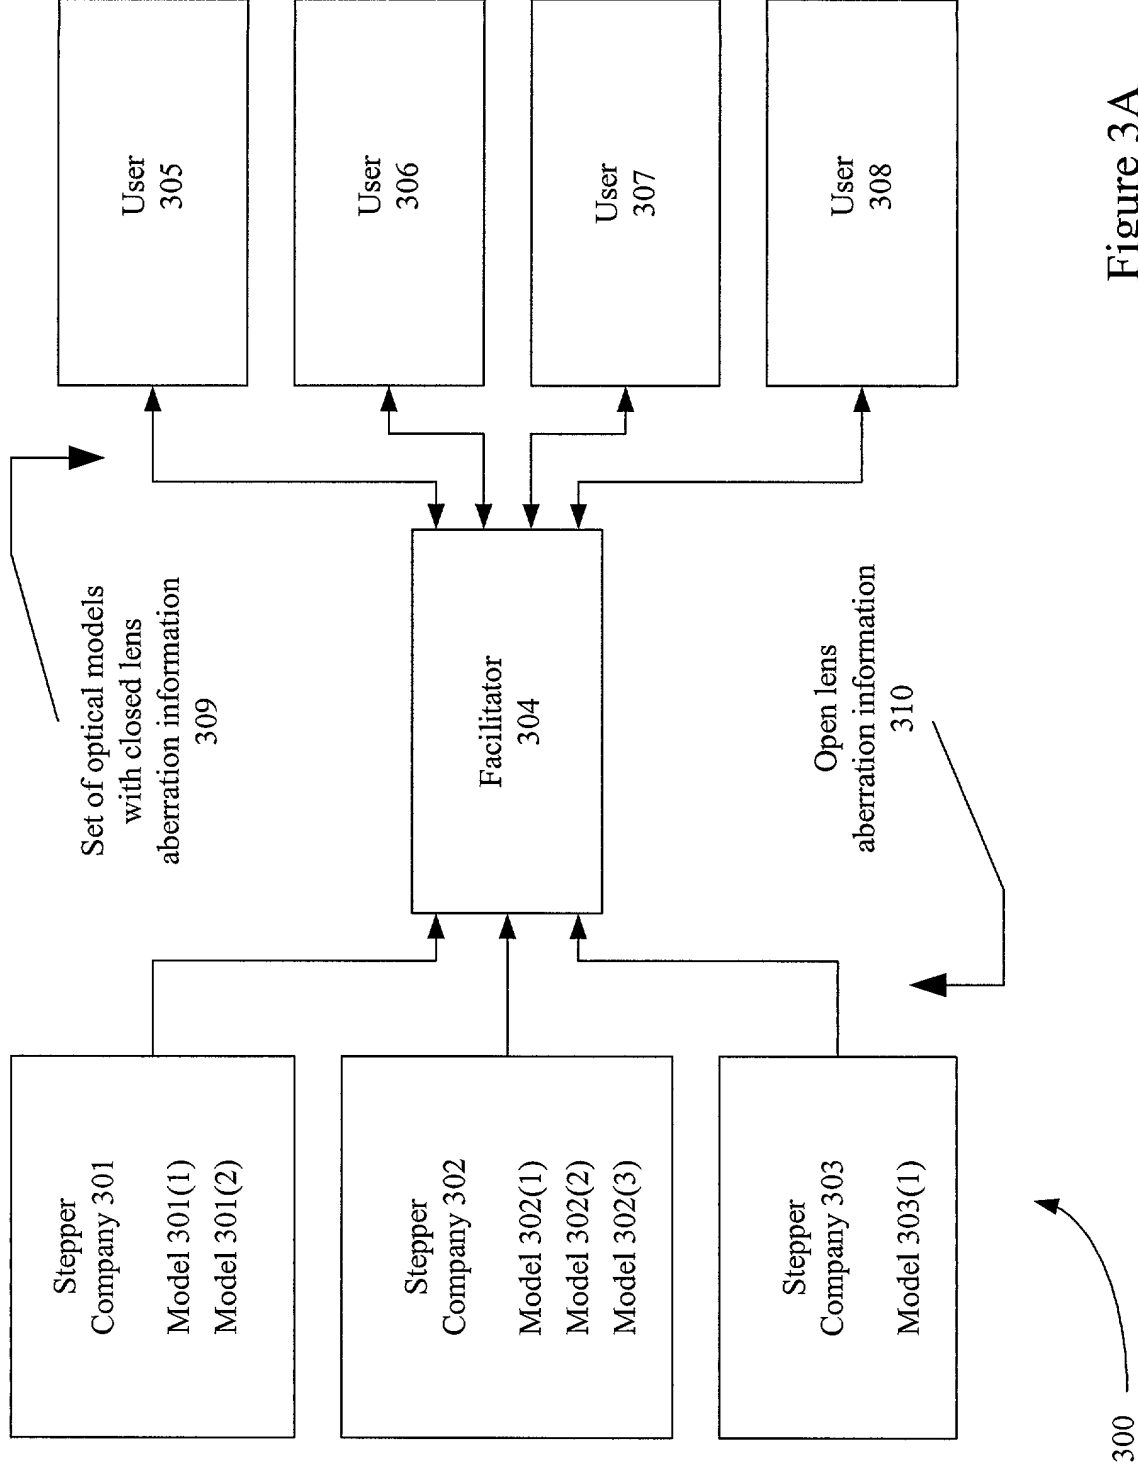 Stepper
Company 301
Model 301(1)
Model 301(2)
Stepper
Company 302
Model 302(1)
Model 302(2)
Model 302(3)
Stepper
Company 303
Model 303(1)
300
Set of optical models
with closed lens
aberration information
309
Facilitator
304
Open lens
aberration information
310
User
305
User
306
User
307
User
308
Figure 3A